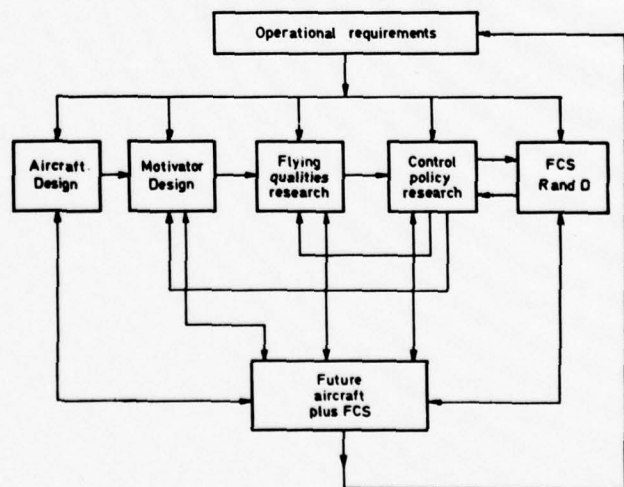 Operational requirements
Aircraft
Design
Motivator
Design
Flying
qualities
research
Control
policy
research
FCS
R and D
Future
aircraft
plus FCS